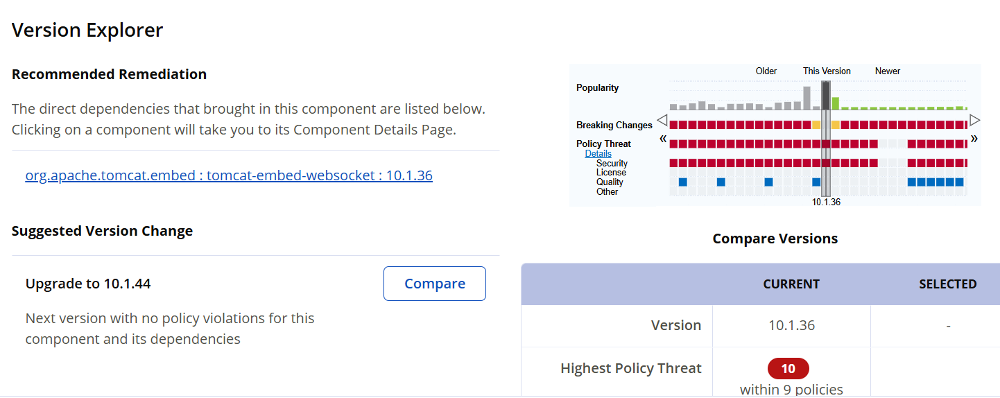 Version Explorer
Recommended Remediation
The direct dependencies that brought in this component are listed below.
Clicking on a component will take you to its Component Details Page.
org.apache.tomcat.embed : tomcat-embed-websocket : 10.1.36
Suggested Version Change
Upgrade to 10.1.44
Compare
Next version with no policy violations for this
component and its dependencies
Older This Version Newer
Popularity
Breaking Changes
«
»
Policy Threat
Details
Security
License
Quality
Other
10.1.36
Compare Versions
CURRENT SELECTED
Version 10.1.36 -
Highest Policy Threat 10
within 9 policies